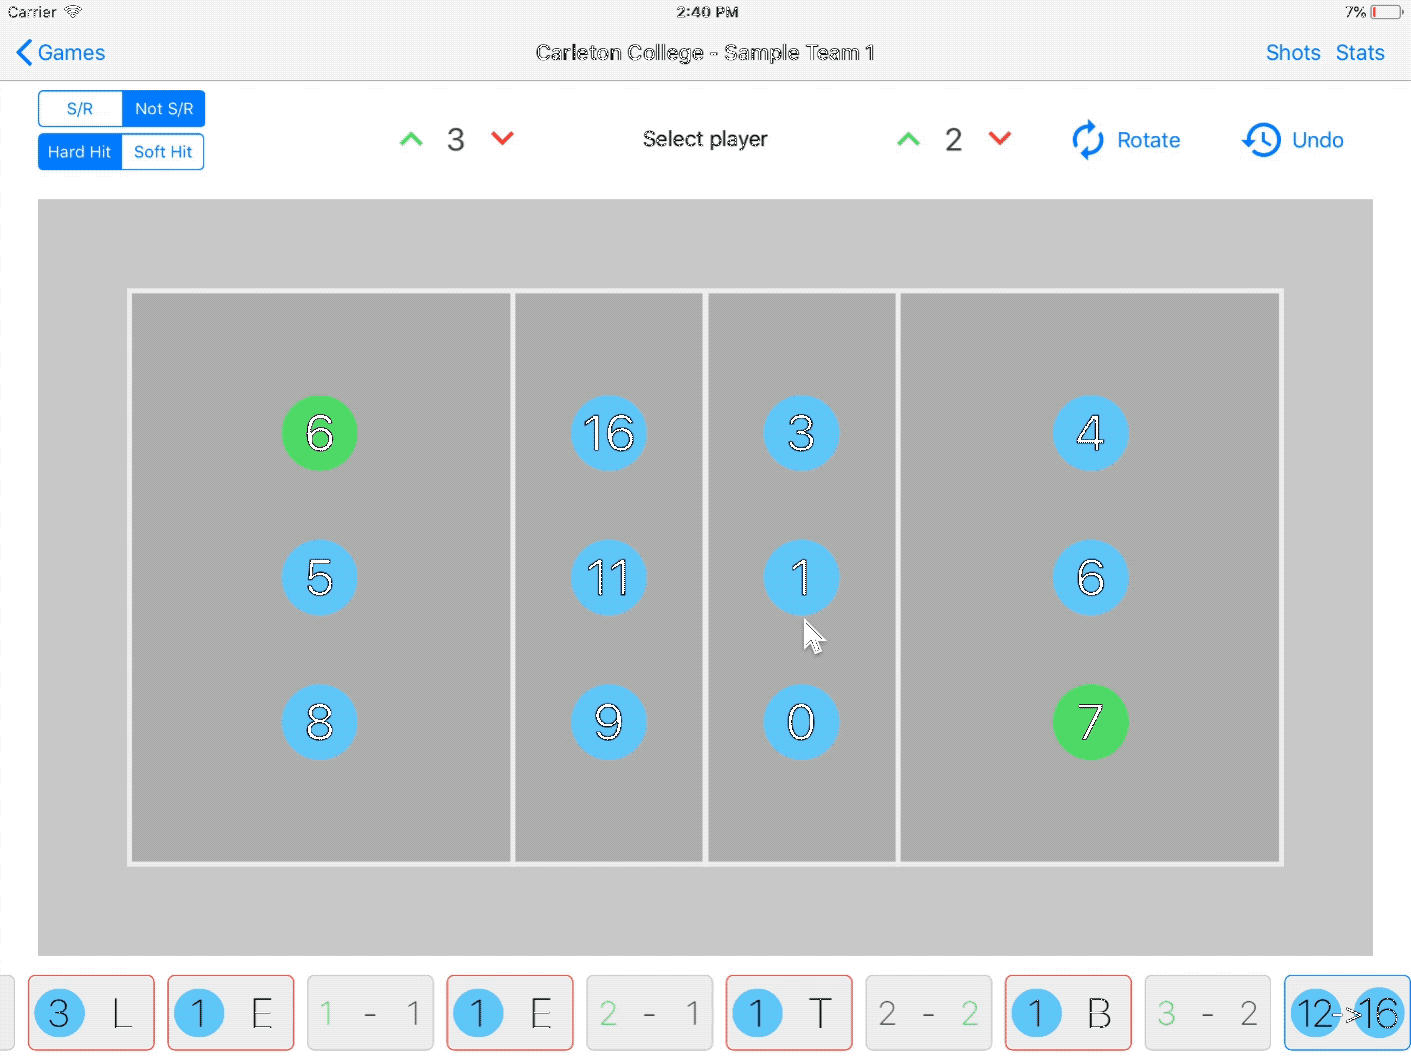 Carrier 2:40 PM 7%
Games Carleton College - Sample Team 1 Shots Stats
S/R Not S/R
Hard Hit Soft Hit
3 Select player 2 Rotate Undo
6 16 3 4
5 11 1 6
8 9 0 7
3 L 1 E 1 - 1 1 E 2 - 1 1 T 2 - 2 1 B 3 - 2 12->16